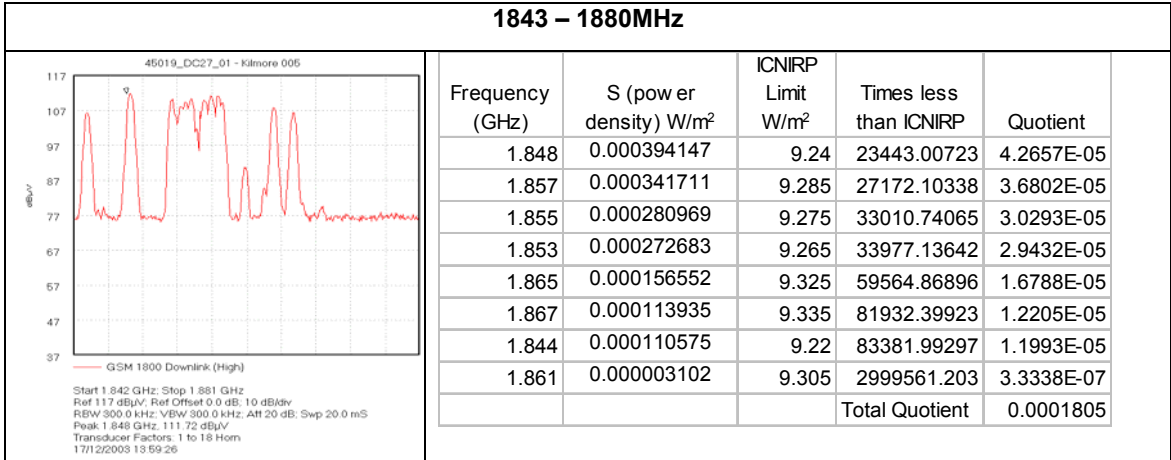 1843 – 1880MHz
45019_DC27_01 - Kilmore 005
117
107
97
87
77
67
57
47
37
dBµV
GSM 1800 Downlink (High)
Start 1.842 GHz; Stop 1.881 GHz
Ref 117 dBµV; Ref Offset 0.0 dB; 10 dB/div
RBW 300.0 kHz; VBW 300.0 kHz; Att 20 dB; Swp 20.0 mS
Peak 1.848 GHz, 111.72 dBµV
Transducer Factors: 1 to 18 Horn
17/12/2003 13:59:26
Frequency (GHz) S (pow er density) W/m² ICNIRP Limit W/m² Times less than ICNIRP Quotient
1.848 0.000394147 9.24 23443.00723 4.2657E-05
1.857 0.000341711 9.285 27172.10338 3.6802E-05
1.855 0.000280969 9.275 33010.74065 3.0293E-05
1.853 0.000272683 9.265 33977.13642 2.9432E-05
1.865 0.000156552 9.325 59564.86896 1.6788E-05
1.867 0.000113935 9.335 81932.39923 1.2205E-05
1.844 0.000110575 9.22 83381.99297 1.1993E-05
1.861 0.000003102 9.305 2999561.203 3.3338E-07
Total Quotient 0.0001805